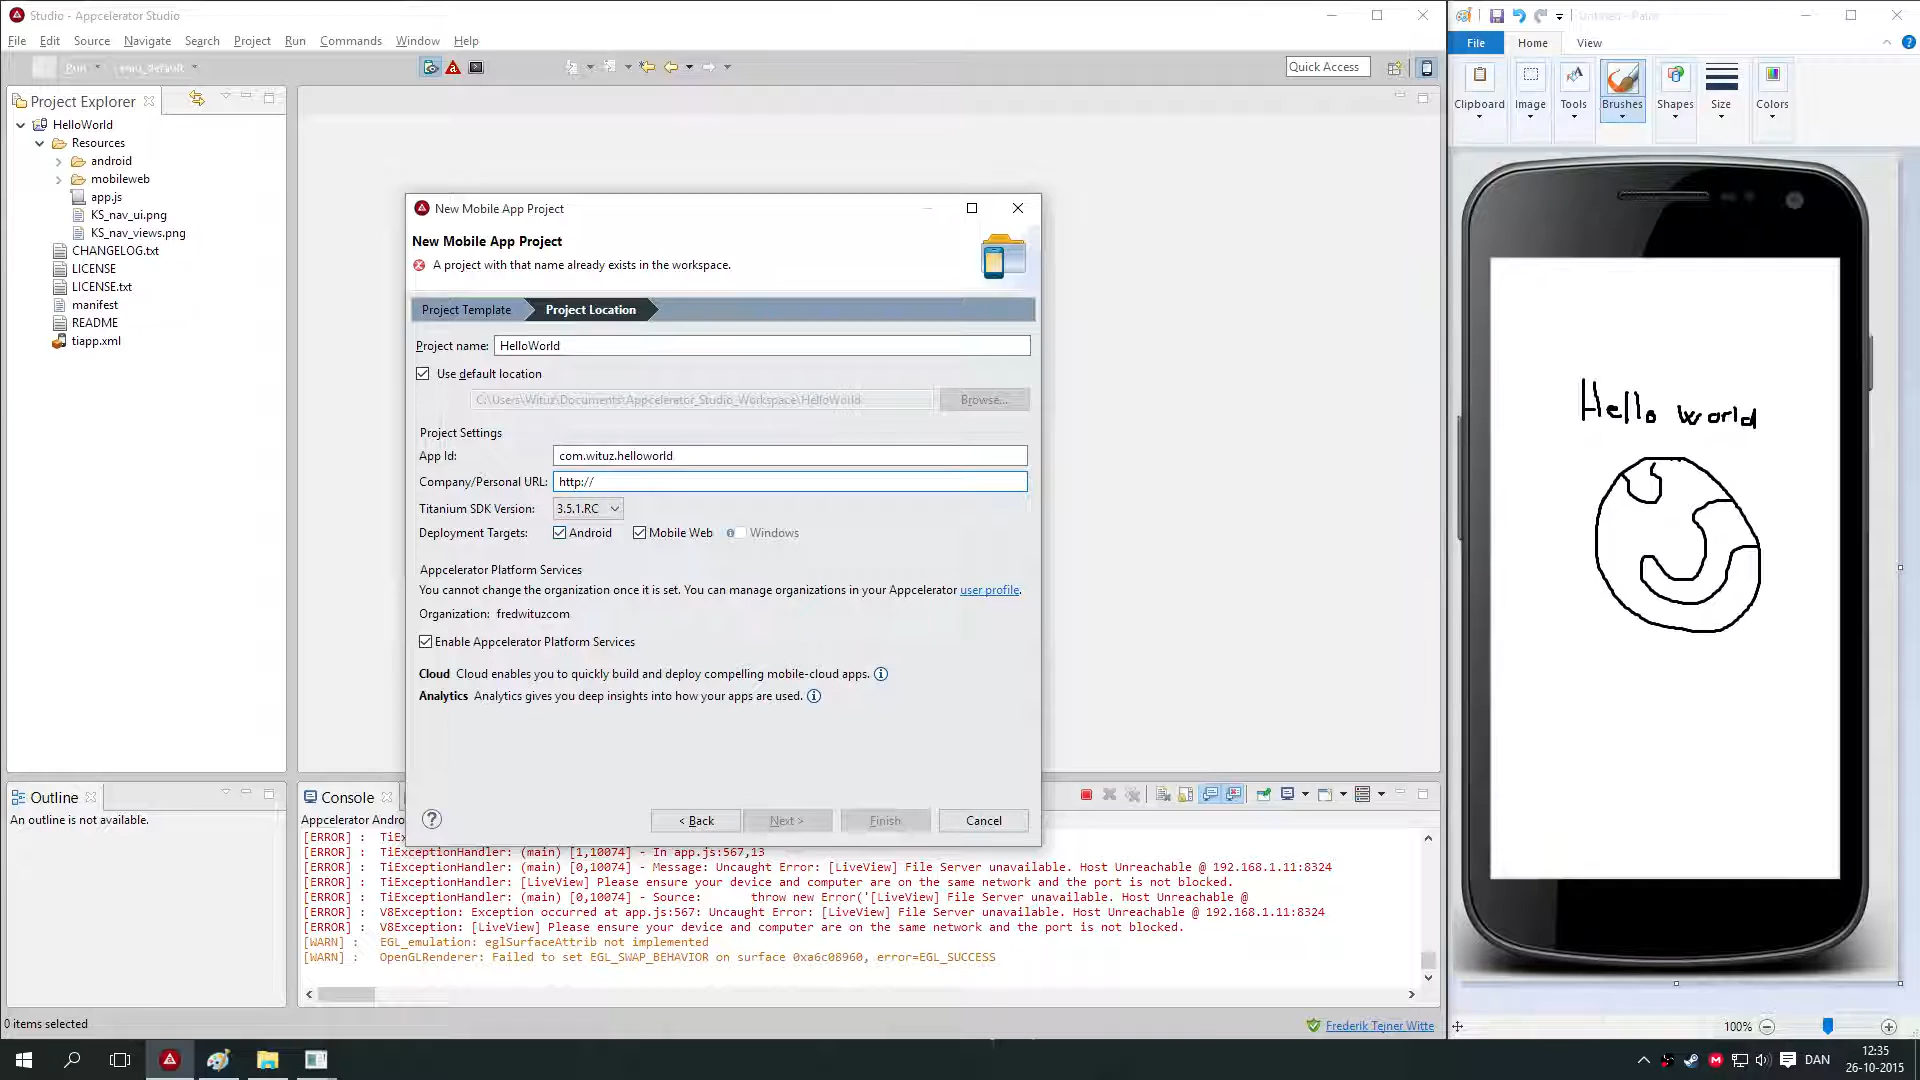 Studio - Appcelerator Studio
File Edit Source Navigate Search Project Run Commands Window Help
Run emu_default
Quick Access
Project Explorer
HelloWorld
Resources
android
mobileweb
app.js
KS_nav_ui.png
KS_nav_views.png
CHANGELOG.txt
LICENSE
LICENSE.txt
manifest
README
tiapp.xml
New Mobile App Project
New Mobile App Project
A project with that name already exists in the workspace.
Project Template Project Location
Project name: HelloWorld
Use default location
C:\Users\Wituz\Documents\Appcelerator_Studio_Workspace\HelloWorld Browse...
Project Settings
App Id: com.wituz.helloworld
Company/Personal URL: http://
Titanium SDK Version: 3.5.1.RC
Deployment Targets: Android Mobile Web Windows
Appcelerator Platform Services
You cannot change the organization once it is set. You can manage organizations in your Appcelerator user profile.
Organization: fredwituzcom
Enable Appcelerator Platform Services
Cloud Cloud enables you to quickly build and deploy compelling mobile-cloud apps.
Analytics Analytics gives you deep insights into how your apps are used.
< Back Next > Finish Cancel
Outline
An outline is not available.
Console
Appcelerator Andro
[ERROR] : TiEx
[ERROR] : TiExceptionHandler: (main) [1,10074] - In app.js:567,13
[ERROR] : TiExceptionHandler: (main) [0,10074] - Message: Uncaught Error: [LiveView] File Server unavailable. Host Unreachable @ 192.168.1.11:8324
[ERROR] : TiExceptionHandler: [LiveView] Please ensure your device and computer are on the same network and the port is not blocked.
[ERROR] : TiExceptionHandler: (main) [0,10074] - Source: throw new Error('[LiveView] File Server unavailable. Host Unreachable @
[ERROR] : V8Exception: Exception occurred at app.js:567: Uncaught Error: [LiveView] File Server unavailable. Host Unreachable @ 192.168.1.11:8324
[ERROR] : V8Exception: [LiveView] Please ensure your device and computer are on the same network and the port is not blocked.
[WARN] : EGL_emulation: eglSurfaceAttrib not implemented
[WARN] : OpenGLRenderer: Failed to set EGL_SWAP_BEHAVIOR on surface 0xa6c08960, error=EGL_SUCCESS
0 items selected
Frederik Tejner Witte
Untitled - Paint
File Home View
Clipboard Image Tools Brushes Shapes Size Colors
Hello world
100%
DAN
12:35
26-10-2015